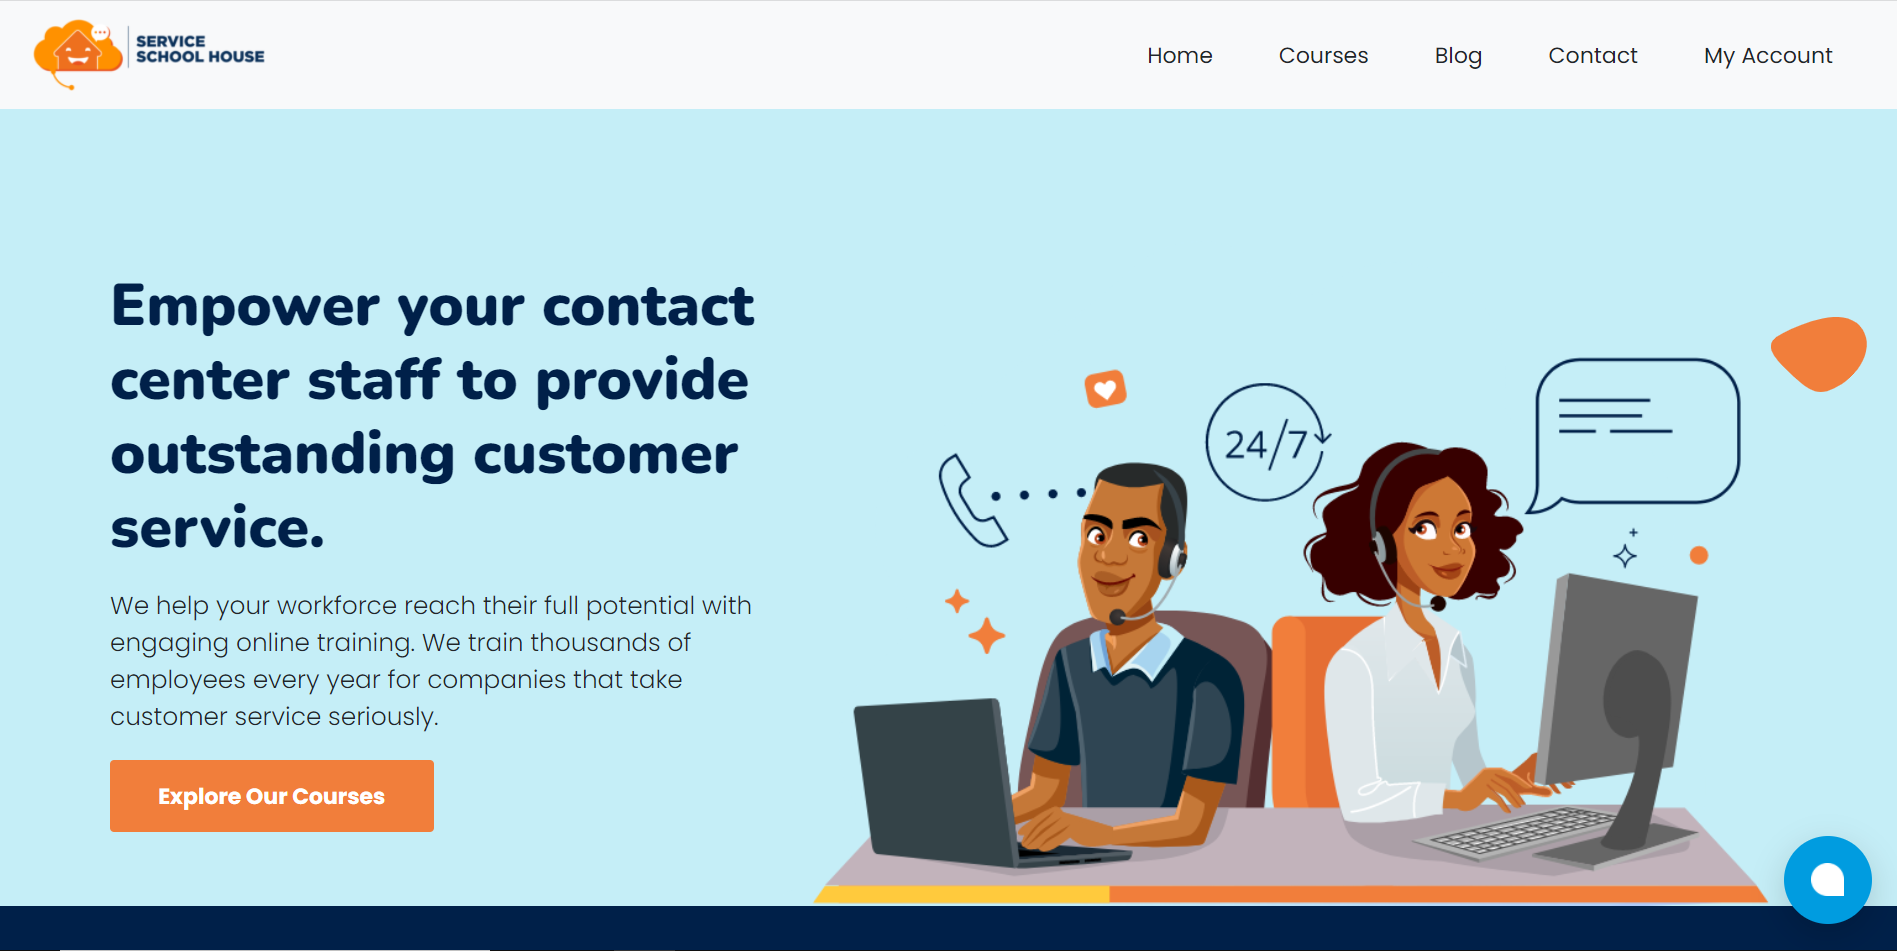 SERVICE
SCHOOL HOUSE
Home
Courses
Blog
Contact
My Account
Empower your contact
center staff to provide
outstanding customer
service.
We help your workforce reach their full potential with
engaging online training. We train thousands of
employees every year for companies that take
customer service seriously.
Explore Our Courses
24/7